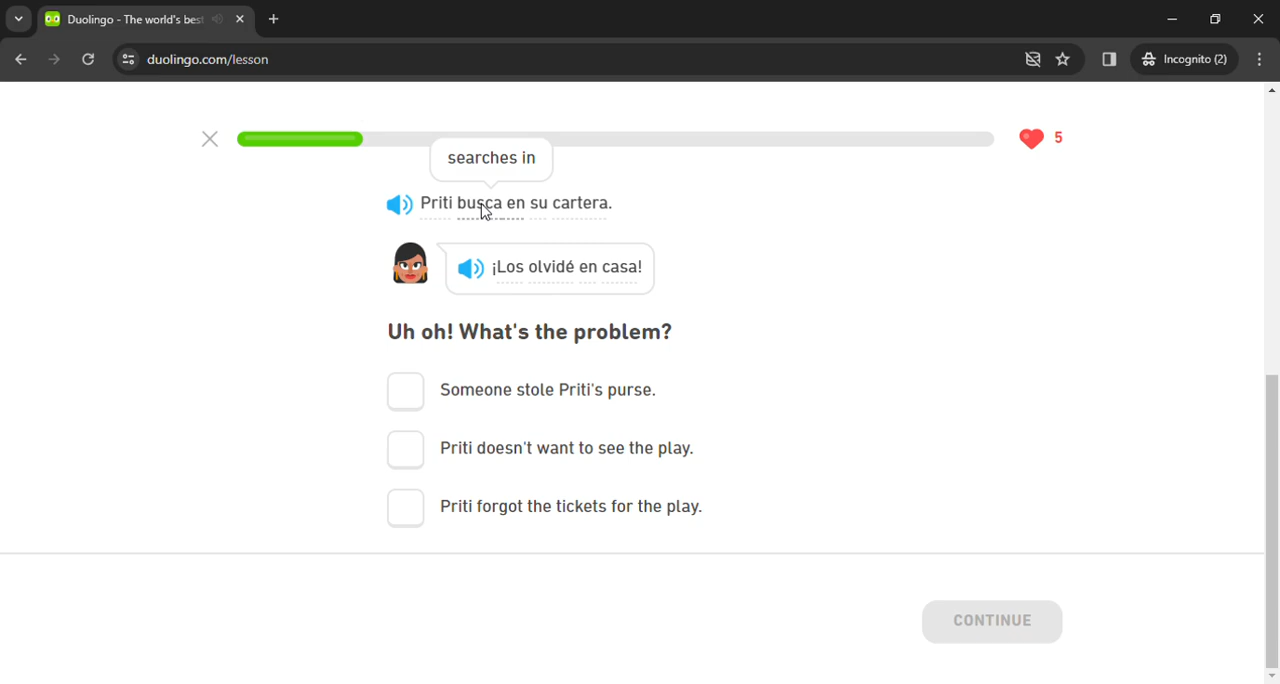 Duolingo - The world's best
duolingo.com/lesson
Incognito (2)
5
searches in
Priti busca en su cartera.
¡Los olvidé en casa!
Uh oh! What's the problem?
Someone stole Priti's purse.
Priti doesn't want to see the play.
Priti forgot the tickets for the play.
CONTINUE